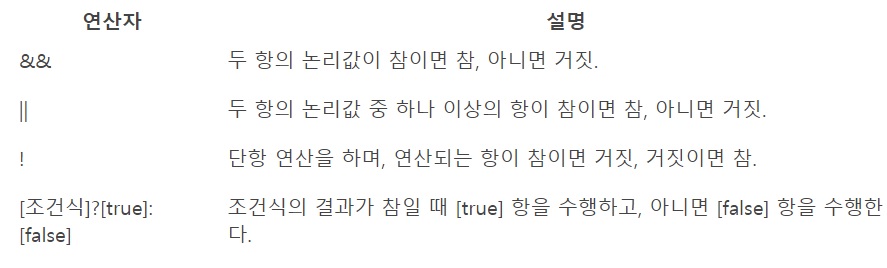 연산자 설명
&& 두 항의 논리값이 참이면 참, 아니면 거짓.
|| 두 항의 논리값 중 하나 이상의 항이 참이면 참, 아니면 거짓.
! 단항 연산을 하며, 연산되는 항이 참이면 거짓, 거짓이면 참.
[조건식]?[true]: 조건식의 결과가 참일 때 [true] 항을 수행하고, 아니면 [false] 항을 수행한
[false] 다.